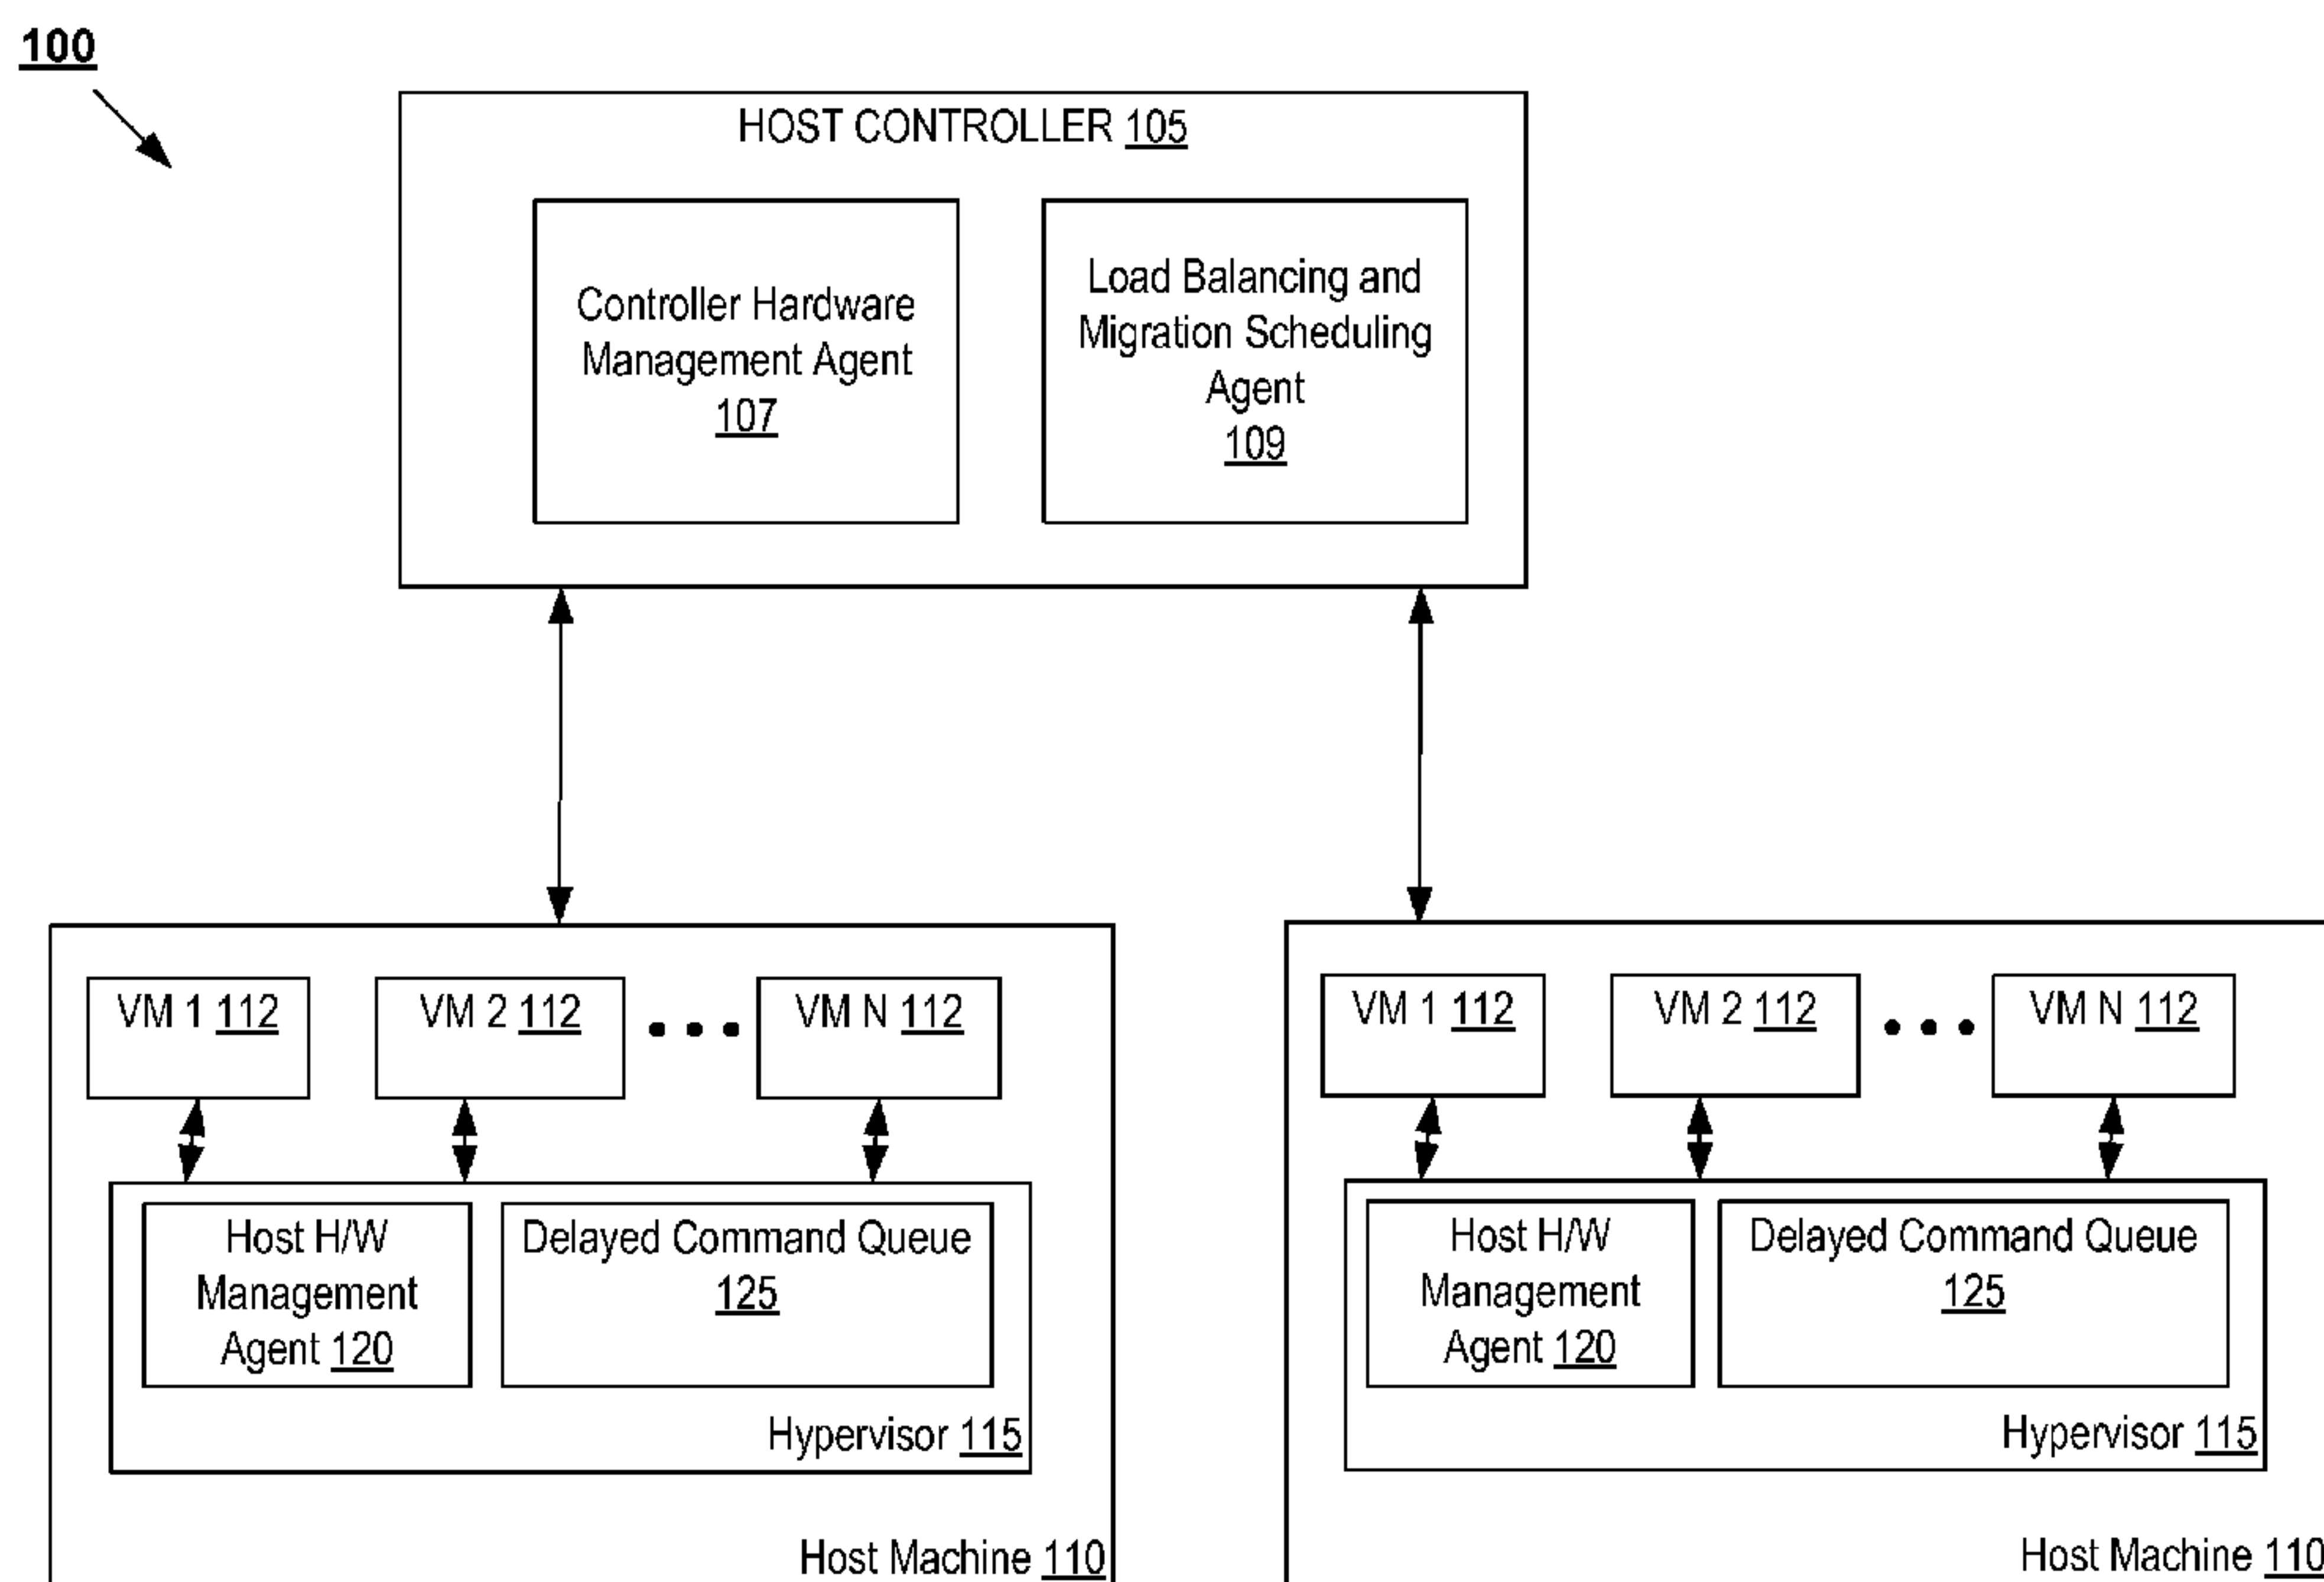 100
HOST CONTROLLER 105
Controller Hardware
Management Agent
107
Load Balancing and
Migration Scheduling
Agent
109
VM 1 112
VM 2 112
VM N 112
Host H/W
Management
Agent 120
Delayed Command Queue
125
Hypervisor 115
Host Machine 110
VM 1 112
VM 2 112
VM N 112
Host H/W
Management
Agent 120
Delayed Command Queue
125
Hypervisor 115
Host Machine 110